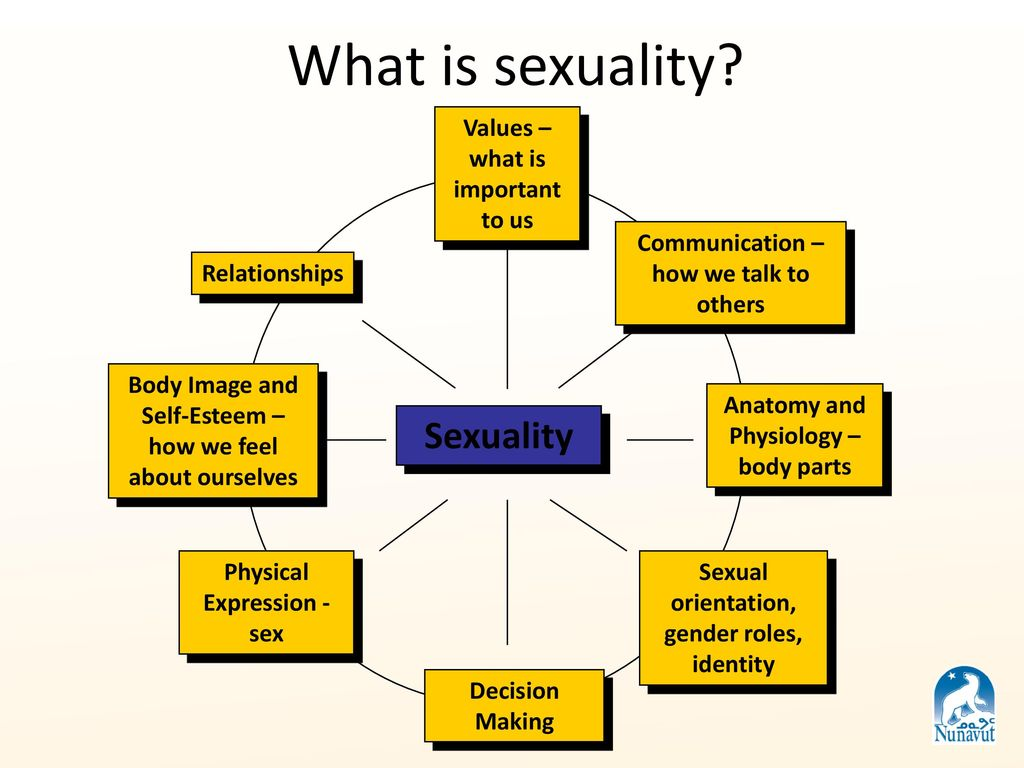 What is sexuality?
Values –
what is
important
to us
Communication –
how we talk to
others
Relationships
Body Image and
Self-Esteem –
how we feel
about ourselves
Sexuality
Anatomy and
Physiology –
body parts
Physical
Expression -
sex
Sexual
orientation,
gender roles,
identity
Decision
Making
ᓄᓇᕗᑦ
Nunavut